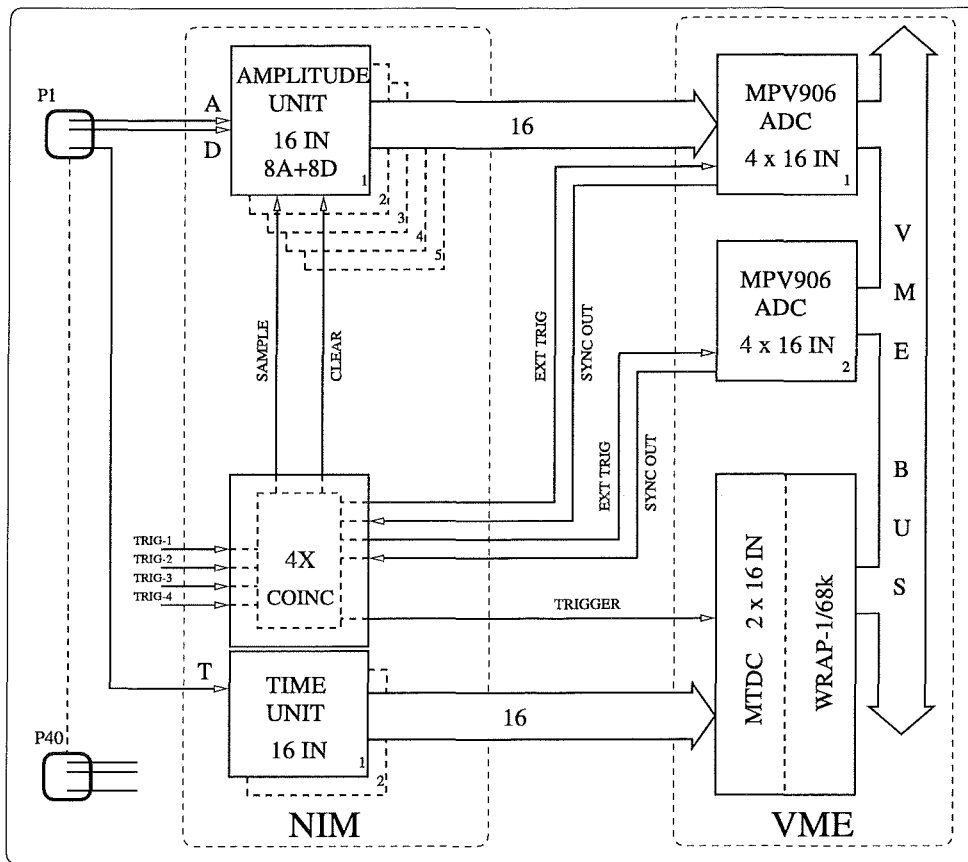 P1
A
D
AMPLITUDE
UNIT
16 IN
8A+8D
1
2
3
4
5
16
MPV906
ADC
4 x 16 IN
1
MPV906
ADC
4 x 16 IN
2
V
M
E
B
U
S
SAMPLE
CLEAR
EXT TRIG
SYNC OUT
EXT TRIG
SYNC OUT
TRIG-1
TRIG-2
TRIG-3
TRIG-4
4X
COINC
TRIGGER
MTDC 2 x 16 IN
WRAP-1/68k
T
TIME
UNIT
16 IN
1
2
16
P40
NIM
VME